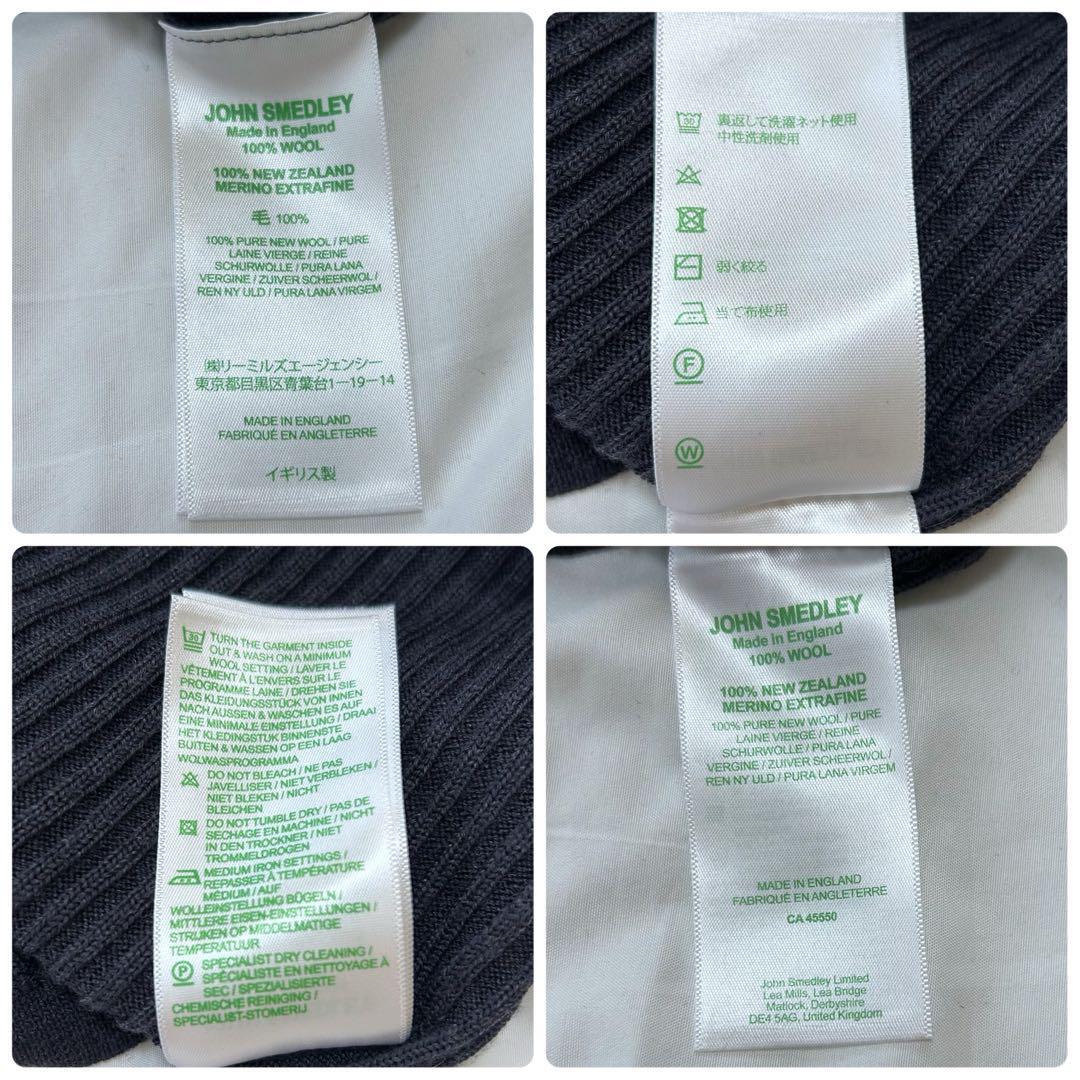 JOHN SMEDLEY
Made in England
100% WOOL
100% NEW ZEALAND
MERINO EXTRAFINE
毛 100%
100% PURE NEW WOOL / PURE
LAINE VIERGE / REINE
SCHURWOLLE / PURA LANA
VERGINE / ZUIVER SCHEERWOL /
REN NY ULD / PURA LANA VIRGEM
㈱リーミルズエージェンシー
東京都目黒区青葉台1-19-14
MADE IN ENGLAND
FABRIQUÉ EN ANGLETERRE
イギリス製
30 裏返して洗濯ネット使用
中性洗剤使用
弱く絞る
当て布使用
F
W
30 TURN THE GARMENT INSIDE
OUT & WASH ON A MINIMUM
WOOL SETTING / LAVER LE
VÊTEMENT À L'ENVERS SUR LE
PROGRAMME LAINE / DREHEN SIE
DAS KLEIDUNGSSTÜCK VON INNEN
NACH AUSSEN & WASCHEN ES AUF
EINE MINIMALE EINSTELLUNG / DRAAI
HET KLEDINGSTUK BINNENSTE
BUITEN & WASSEN OP EEN LAAG
WOLWASPROGRAMMA
DO NOT BLEACH / NE PAS
JAVELLISER / NIET VERBLEKEN /
NIET BLEKEN / NICHT
BLEICHEN
DO NOT TUMBLE DRY / PAS DE
SECHAGE EN MACHINE / NICHT
IN DEN TROCKNER / NIET
TROMMELDROGEN
MEDIUM IRON SETTINGS /
REPASSER À TEMPÉRATURE
MÉDIUM / AUF
WOLLEINSTELLUNG BÜGELN /
MITTLERE EISEN-EINSTELLUNGEN /
STRIJKEN OP MIDDELMATIGE
TEMPERATUUR
P SPECIALIST DRY CLEANING /
SPÉCIALISTE EN NETTOYAGE À
SEC / SPEZIALISIERTE
CHEMISCHE REINIGING /
SPECIALIST-STOMERIJ
JOHN SMEDLEY
Made in England
100% WOOL
100% NEW ZEALAND
MERINO EXTRAFINE
100% PURE NEW WOOL / PURE
LAINE VIERGE / REINE
SCHURWOLLE / PURA LANA
VERGINE / ZUIVER SCHEERWOL /
REN NY ULD / PURA LANA VIRGEM
MADE IN ENGLAND
FABRIQUÉ EN ANGLETERRE
CA 45550
John Smedley Limited
Lea Mills, Lea Bridge
Matlock, Derbyshire
DE4 5AG, United Kingdom